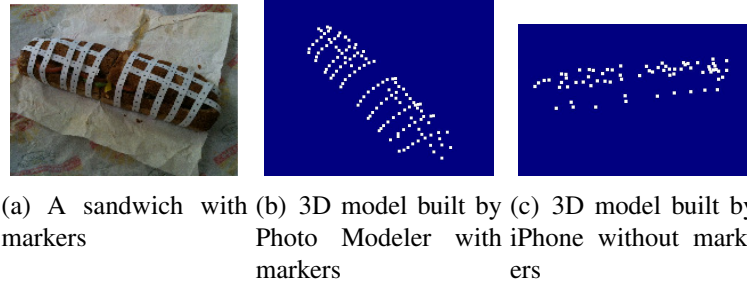 (a) A sandwich with
markers
(b) 3D model built by
Photo Modeler with
markers
(c) 3D model built by
iPhone without mark-
ers